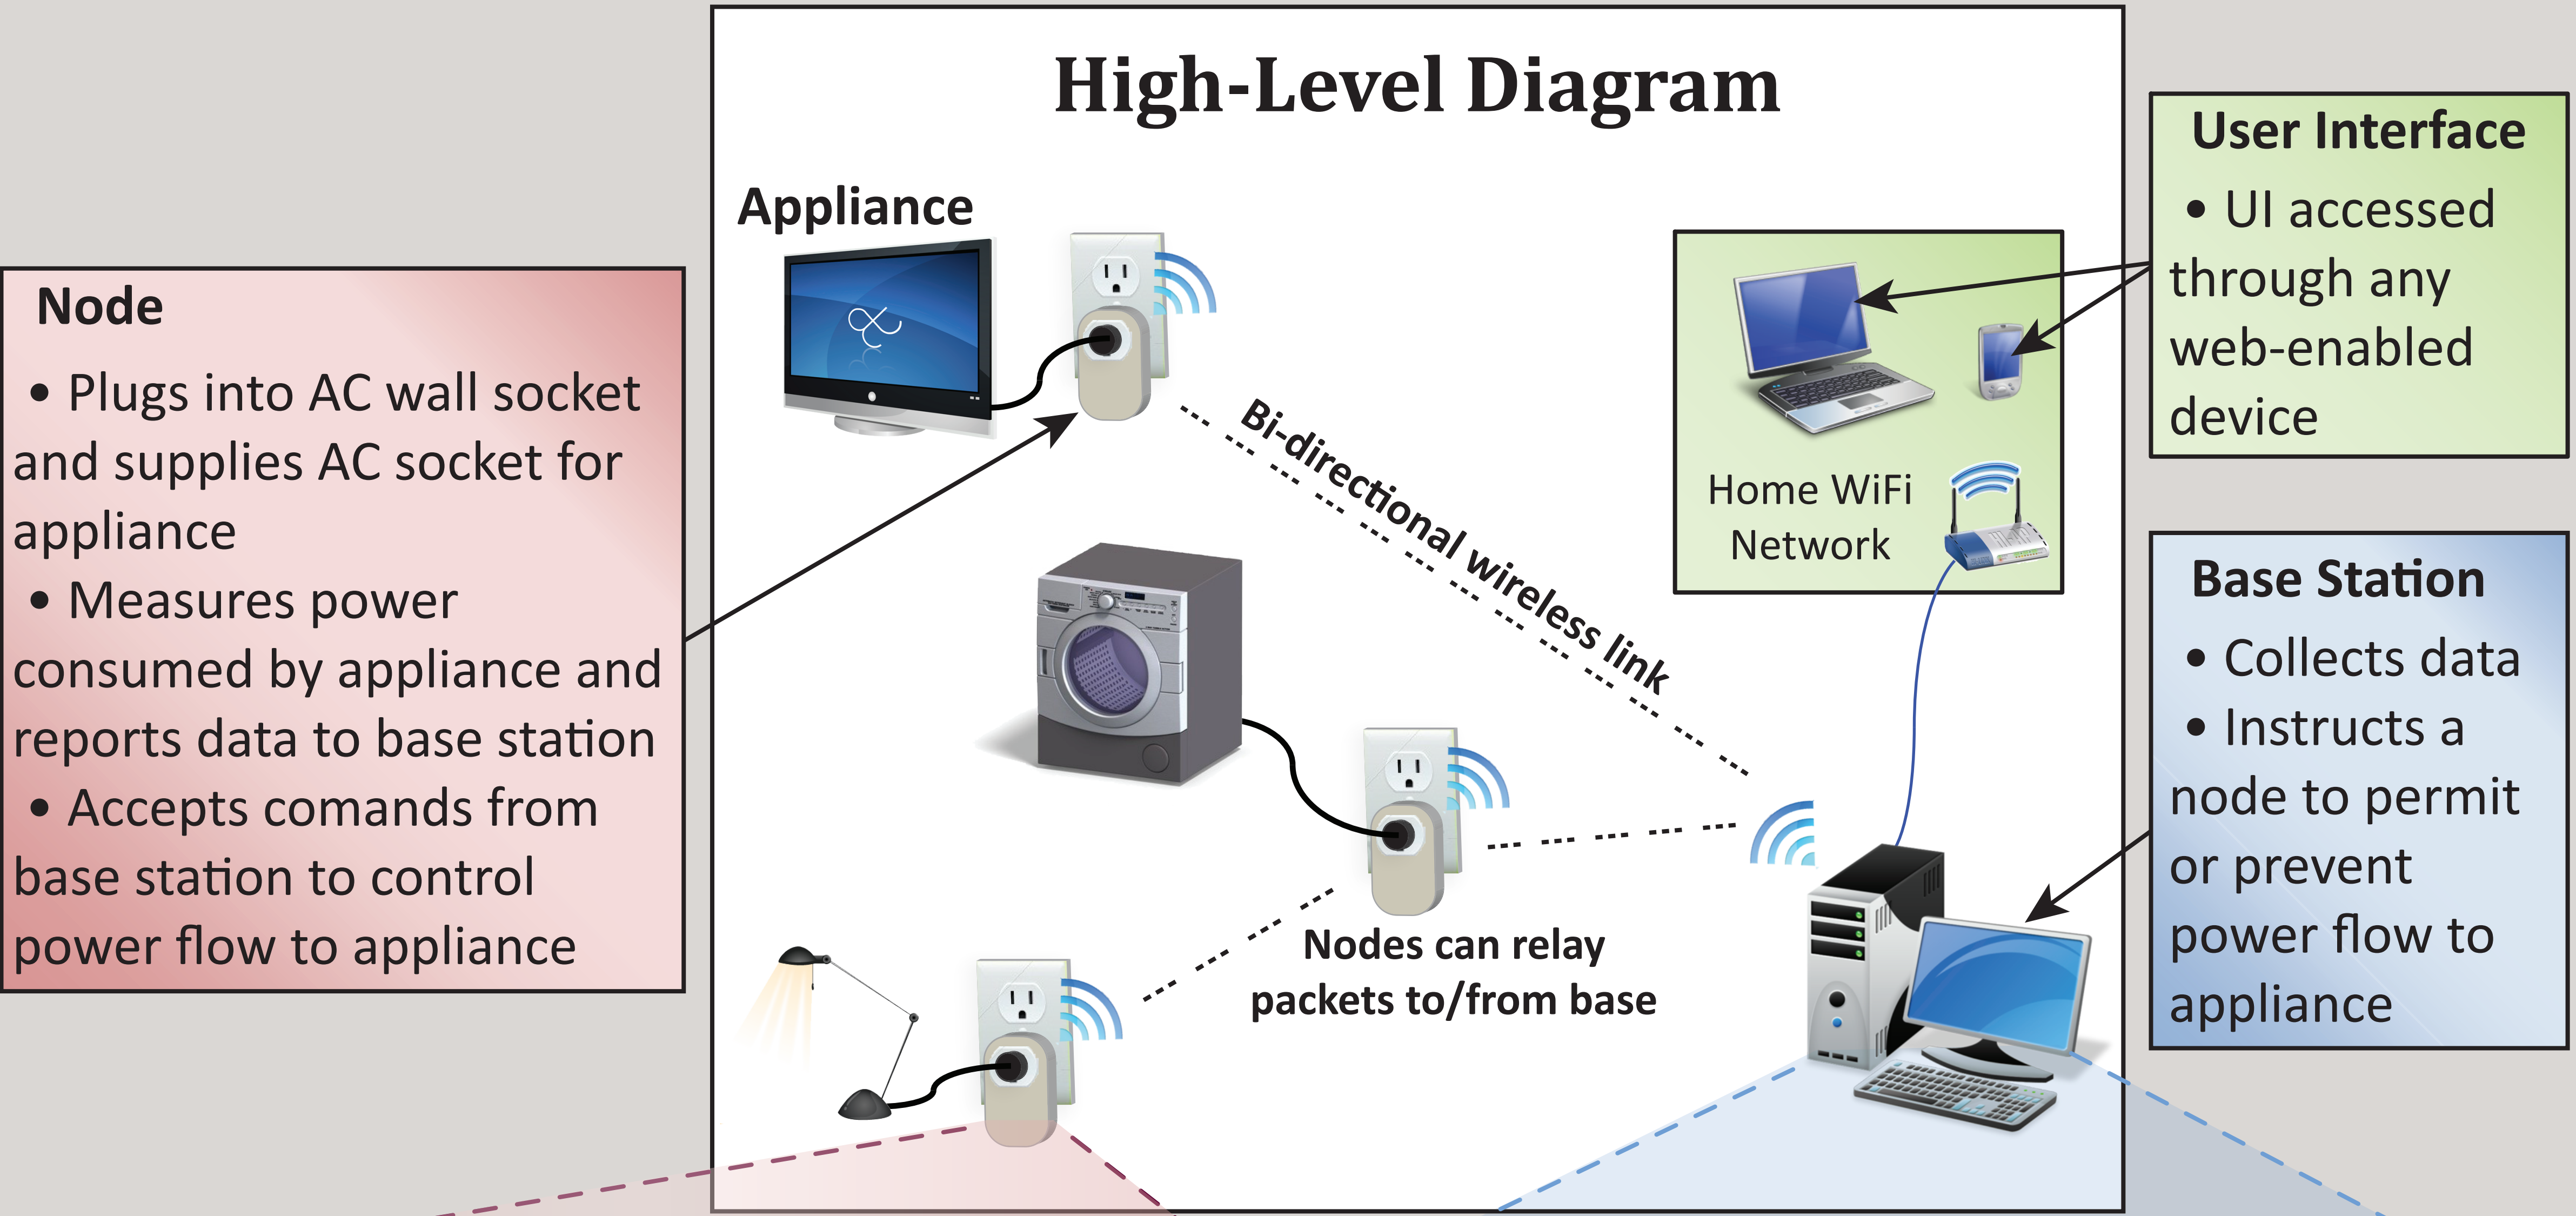 High-Level Diagram
Appliance
Node
• Plugs into AC wall socket
and supplies AC socket for
appliance
• Measures power
consumed by appliance and
reports data to base station
• Accepts comands from
base station to control
power flow to appliance
Bi-directional wireless link
Home WiFi
Network
Nodes can relay
packets to/from base
User Interface
• UI accessed
through any
web-enabled
device
Base Station
• Collects data
• Instructs a
node to permit
or prevent
power flow to
appliance